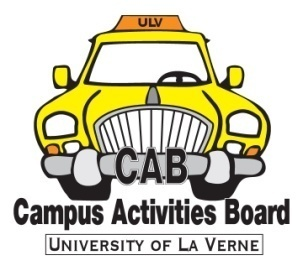 ULV
CAB
Campus Activities Board
UNIVERSITY OF LA VERNE